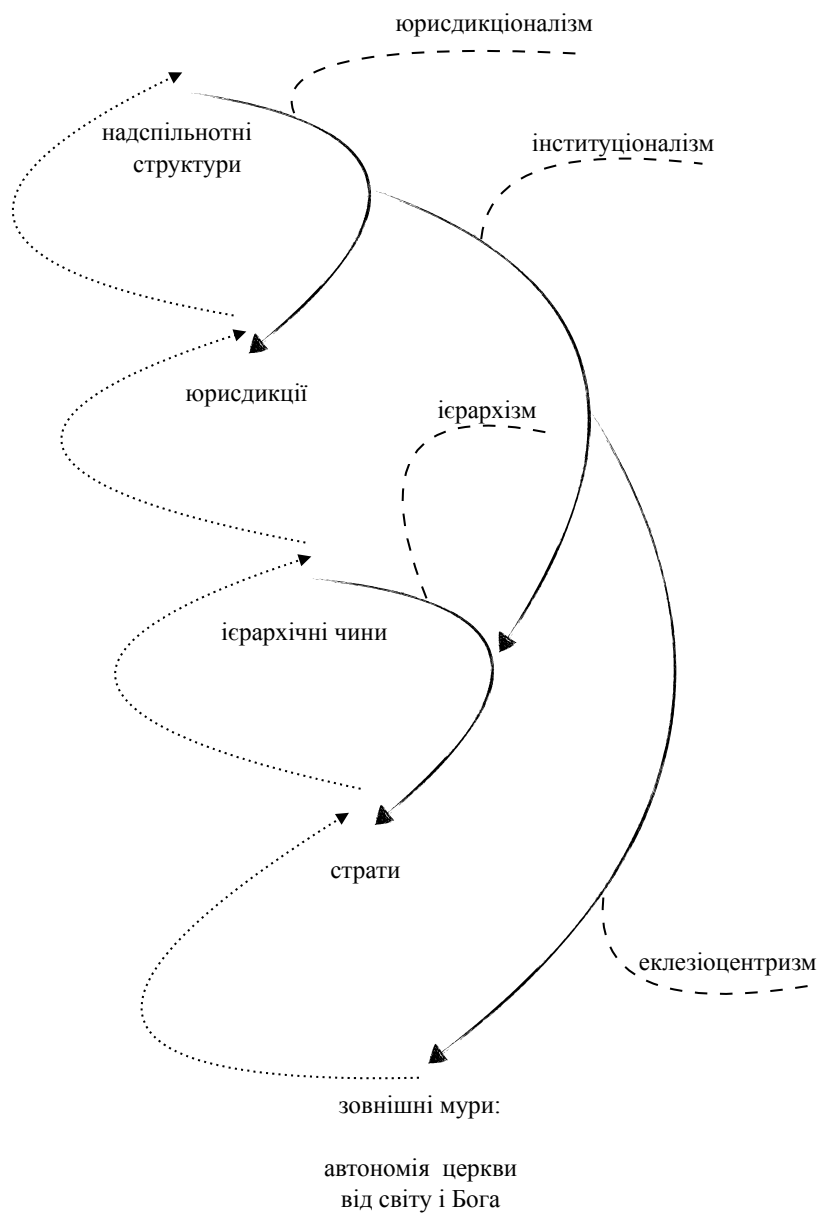 юрисдикціоналізм
надспільнотні
структури
інституціоналізм
юрисдикції
ієрархізм
ієрархічні чини
страти
еклезіоцентризм
зовнішні мури:
автономія церкви
від світу і Бога